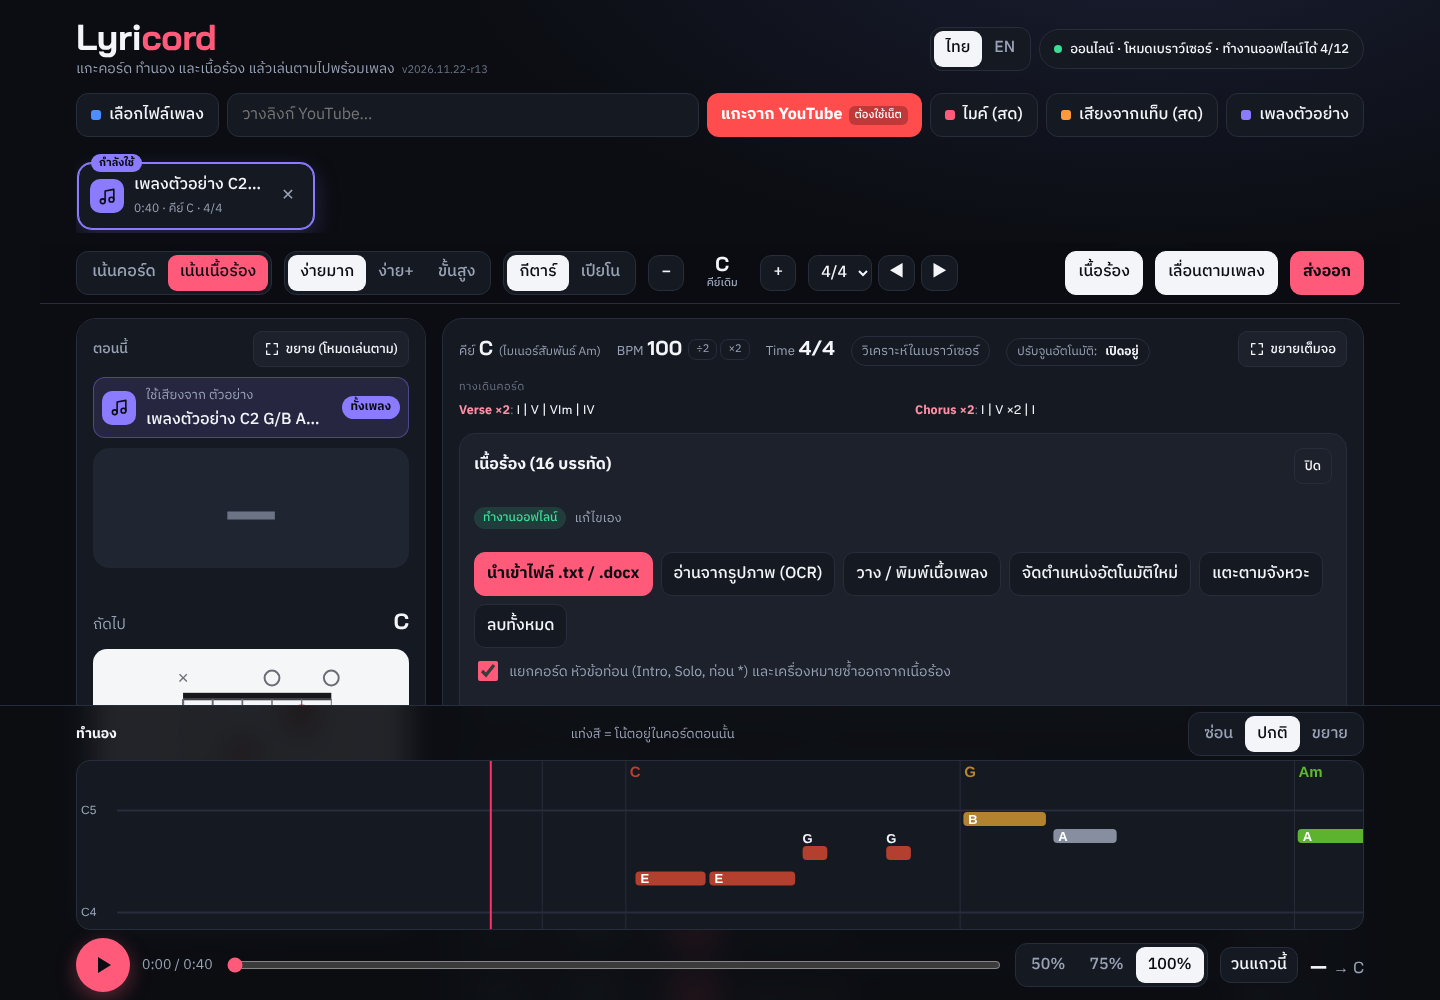 Lyricord
แกะคอร์ด ทำนอง และเนื้อร้อง แล้วเล่นตามไปพร้อมเพลง v2026.11.22-r13
ไทย EN
ออนไลน์ · โหมดเบราว์เซอร์ · ทำงานออฟไลน์ได้ 4/12
เลือกไฟล์เพลง
วางลิงก์ YouTube...
แกะจาก YouTube ต้องใช้เน็ต
ไมค์ (สด)
เสียงจากแท็บ (สด)
เพลงตัวอย่าง
กำลังใช้
เพลงตัวอย่าง C2...
0:40 · คีย์ C · 4/4
×
เน้นคอร์ด เน้นเนื้อร้อง
ง่ายมาก ง่าย+ ขั้นสูง
กีตาร์ เปียโน
− C +
คีย์เดิม
4/4 ◀ ▶
เนื้อร้อง
เลื่อนตามเพลง
ส่งออก
ตอนนี้
ขยาย (โหมดเล่นตาม)
ใช้เสียงจาก ตัวอย่าง
เพลงตัวอย่าง C2 G/B A...
ทั้งเพลง
—
ถัดไป C
× ○ ○
คีย์ C (ไมเนอร์สัมพันธ์ Am) BPM 100 ÷2 ×2 Time 4/4 วิเคราะห์ในเบราว์เซอร์ ปรับจูนอัตโนมัติ: เปิดอยู่
ขยายเต็มจอ
ทางเดินคอร์ด
Verse ×2: I | V | VIm | IV
Chorus ×2: I | V ×2 | I
เนื้อร้อง (16 บรรทัด)
ปิด
ทำงานออฟไลน์ แก้ไขเอง
นำเข้าไฟล์ .txt / .docx
อ่านจากรูปภาพ (OCR)
วาง / พิมพ์เนื้อเพลง
จัดตำแหน่งอัตโนมัติใหม่
แตะตามจังหวะ
ลบทั้งหมด
แยกคอร์ด หัวข้อท่อน (Intro, Solo, ท่อน *) และเครื่องหมายซ้ำออกจากเนื้อร้อง
ทำนอง
แท่งสี = โน้ตอยู่ในคอร์ดตอนนั้น
ซ่อน ปกติ ขยาย
C G Am
C5
B
G G A A
E E
C4
0:00 / 0:40
50% 75% 100%
วนแถวนี้
— → C